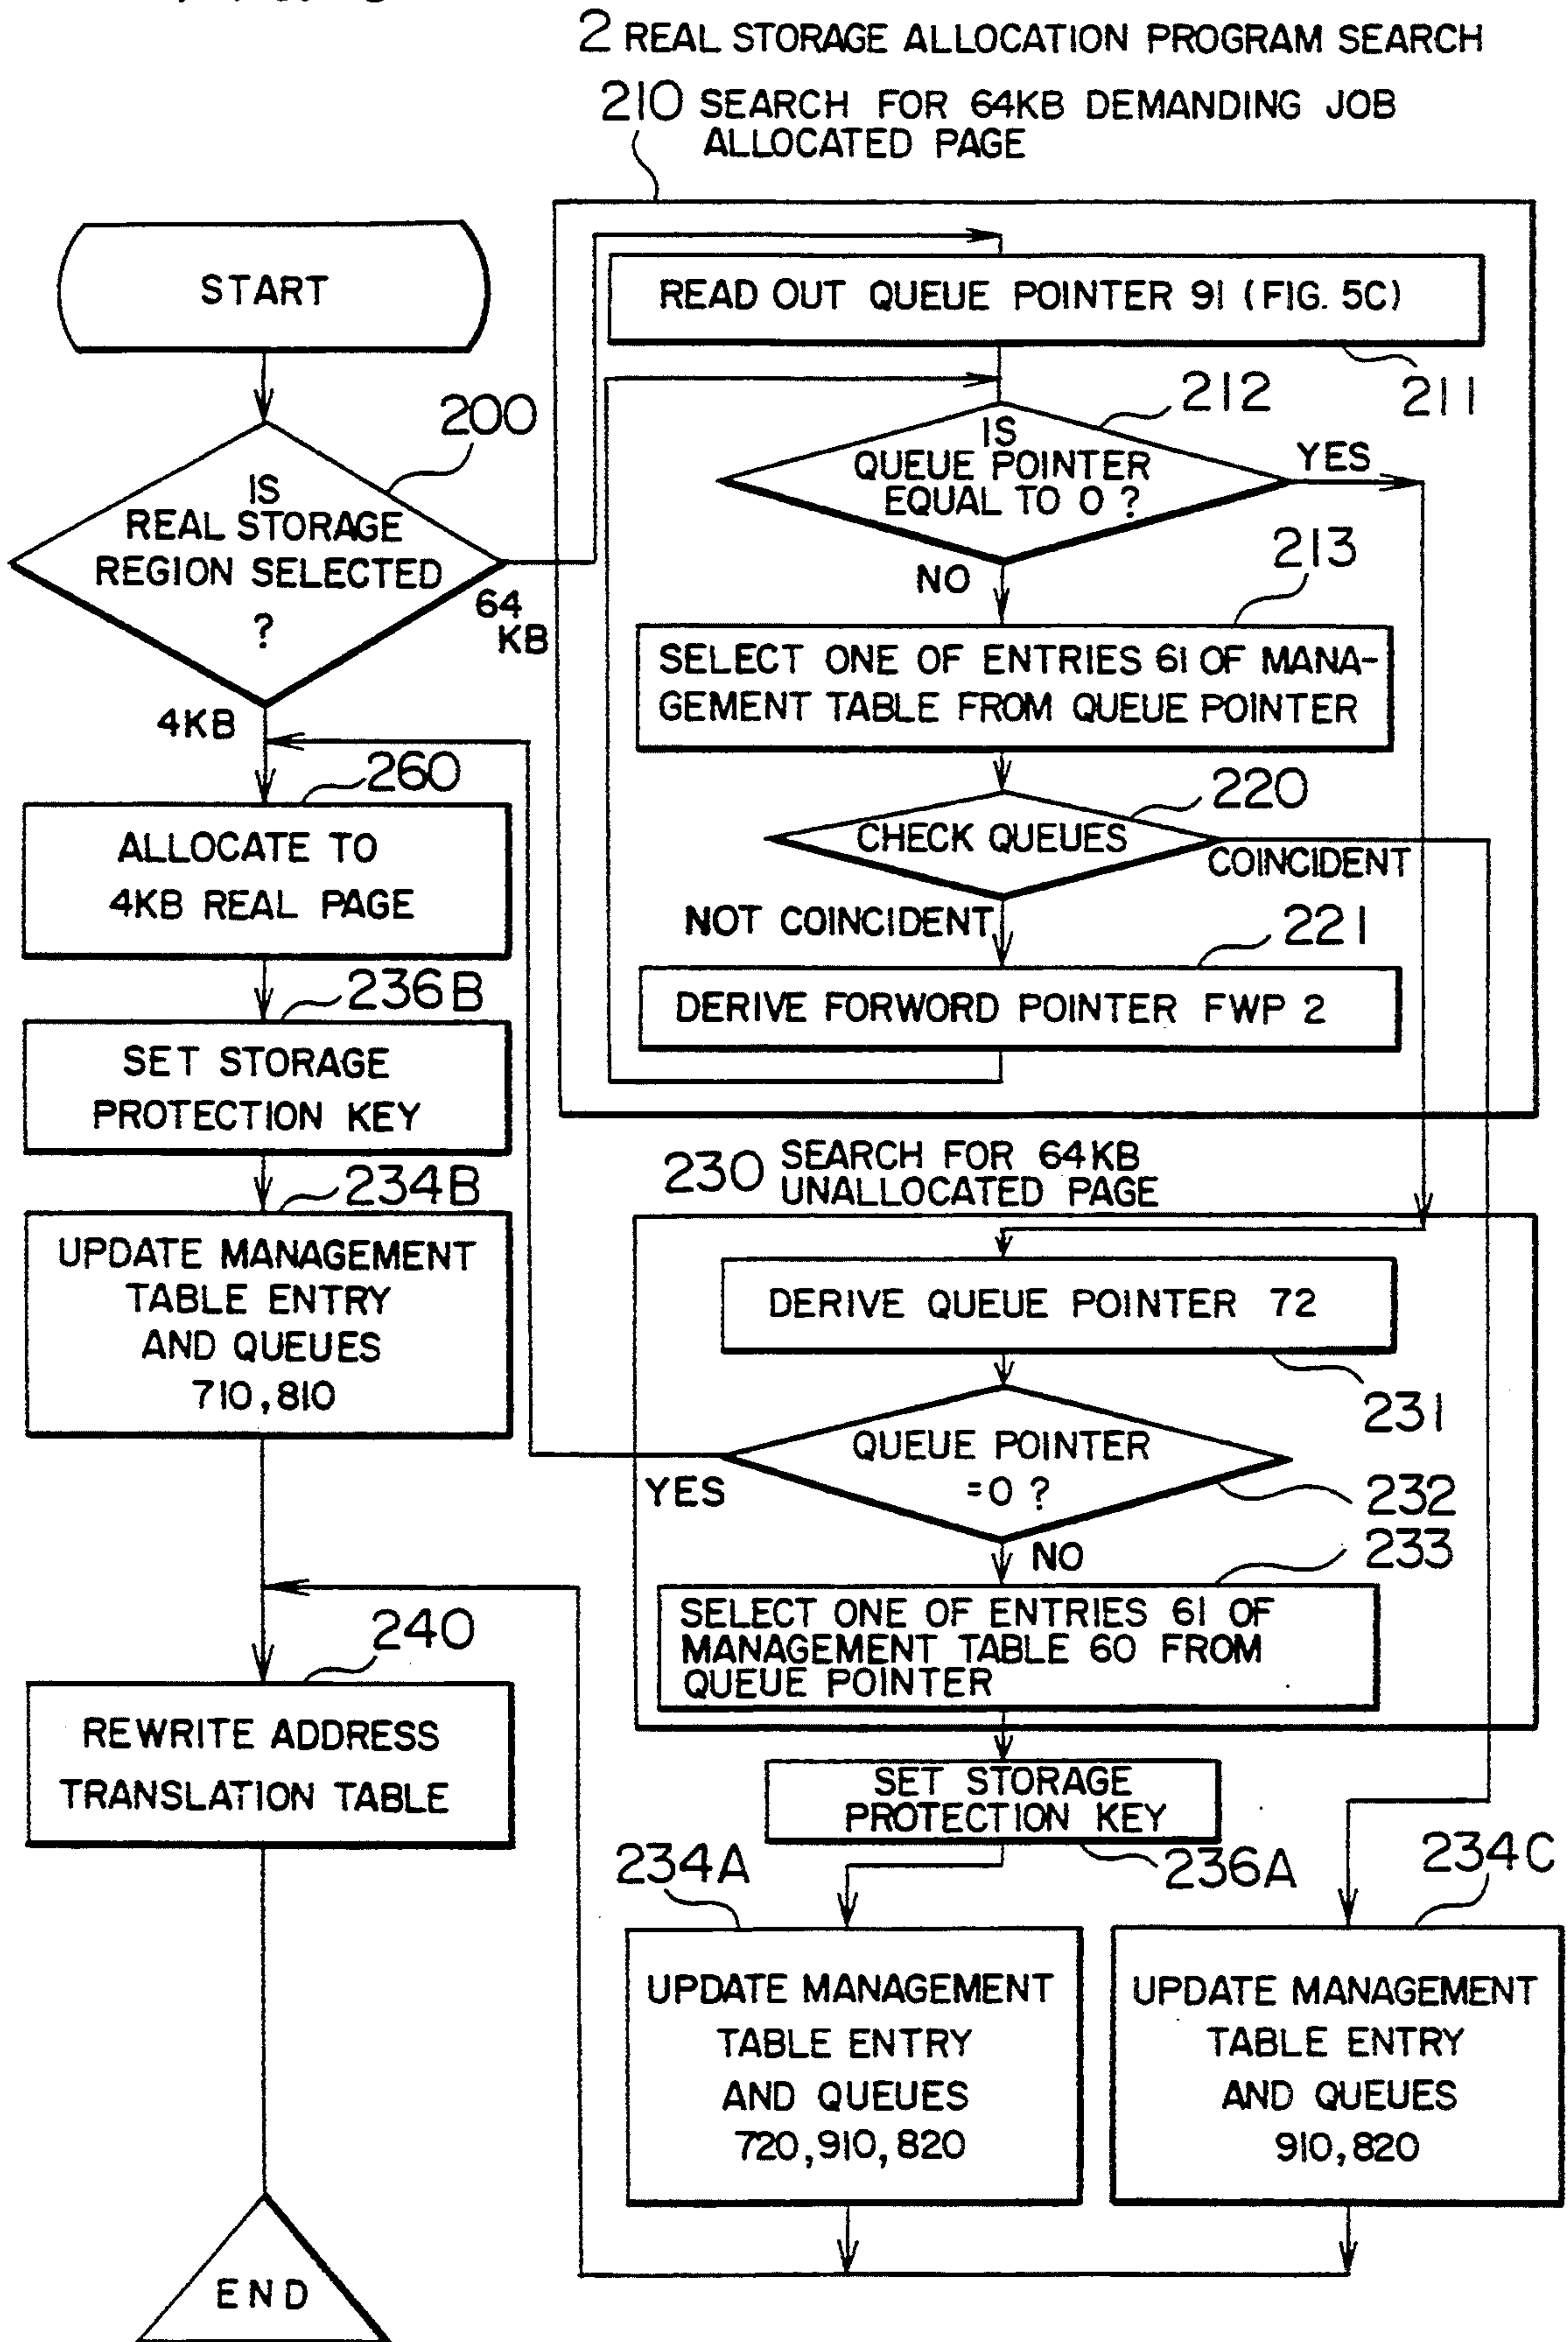 2 REAL STORAGE ALLOCATION PROGRAM SEARCH
210 SEARCH FOR 64KB DEMANDING JOB
ALLOCATED PAGE
START
READ OUT QUEUE POINTER 91 (FIG. 5C)
211
200
212
IS
REAL STORAGE
REGION SELECTED
?
64
KB
4KB
IS
QUEUE POINTER
EQUAL TO 0 ?
YES
NO
213
SELECT ONE OF ENTRIES 61 OF MANA-
GEMENT TABLE FROM QUEUE POINTER
220
CHECK QUEUES
COINCIDENT
NOT COINCIDENT
221
DERIVE FORWORD POINTER FWP 2
260
ALLOCATE TO
4KB REAL PAGE
236B
SET STORAGE
PROTECTION KEY
234B
UPDATE MANAGEMENT
TABLE ENTRY
AND QUEUES
710,810
230 SEARCH FOR 64KB
UNALLOCATED PAGE
DERIVE QUEUE POINTER 72
231
QUEUE POINTER
=0 ?
YES
232
NO
233
SELECT ONE OF ENTRIES 61 OF
MANAGEMENT TABLE 60 FROM
QUEUE POINTER
240
REWRITE ADDRESS
TRANSLATION TABLE
SET STORAGE
PROTECTION KEY
236A
234A
234C
UPDATE MANAGEMENT
TABLE ENTRY
AND QUEUES
720,910,820
UPDATE MANAGEMENT
TABLE ENTRY
AND QUEUES
910,820
END